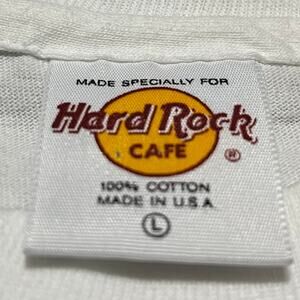 MADE SPECIALLY FOR
Hard Rock
CAFE
®
100% COTTON
MADE IN U.S.A
L